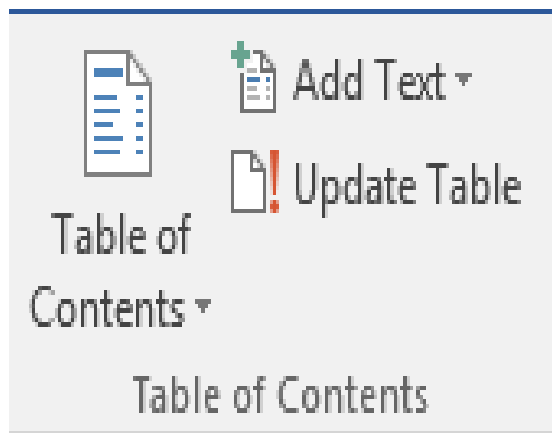 Table of
Contents
Add Text
Update Table
Table of Contents